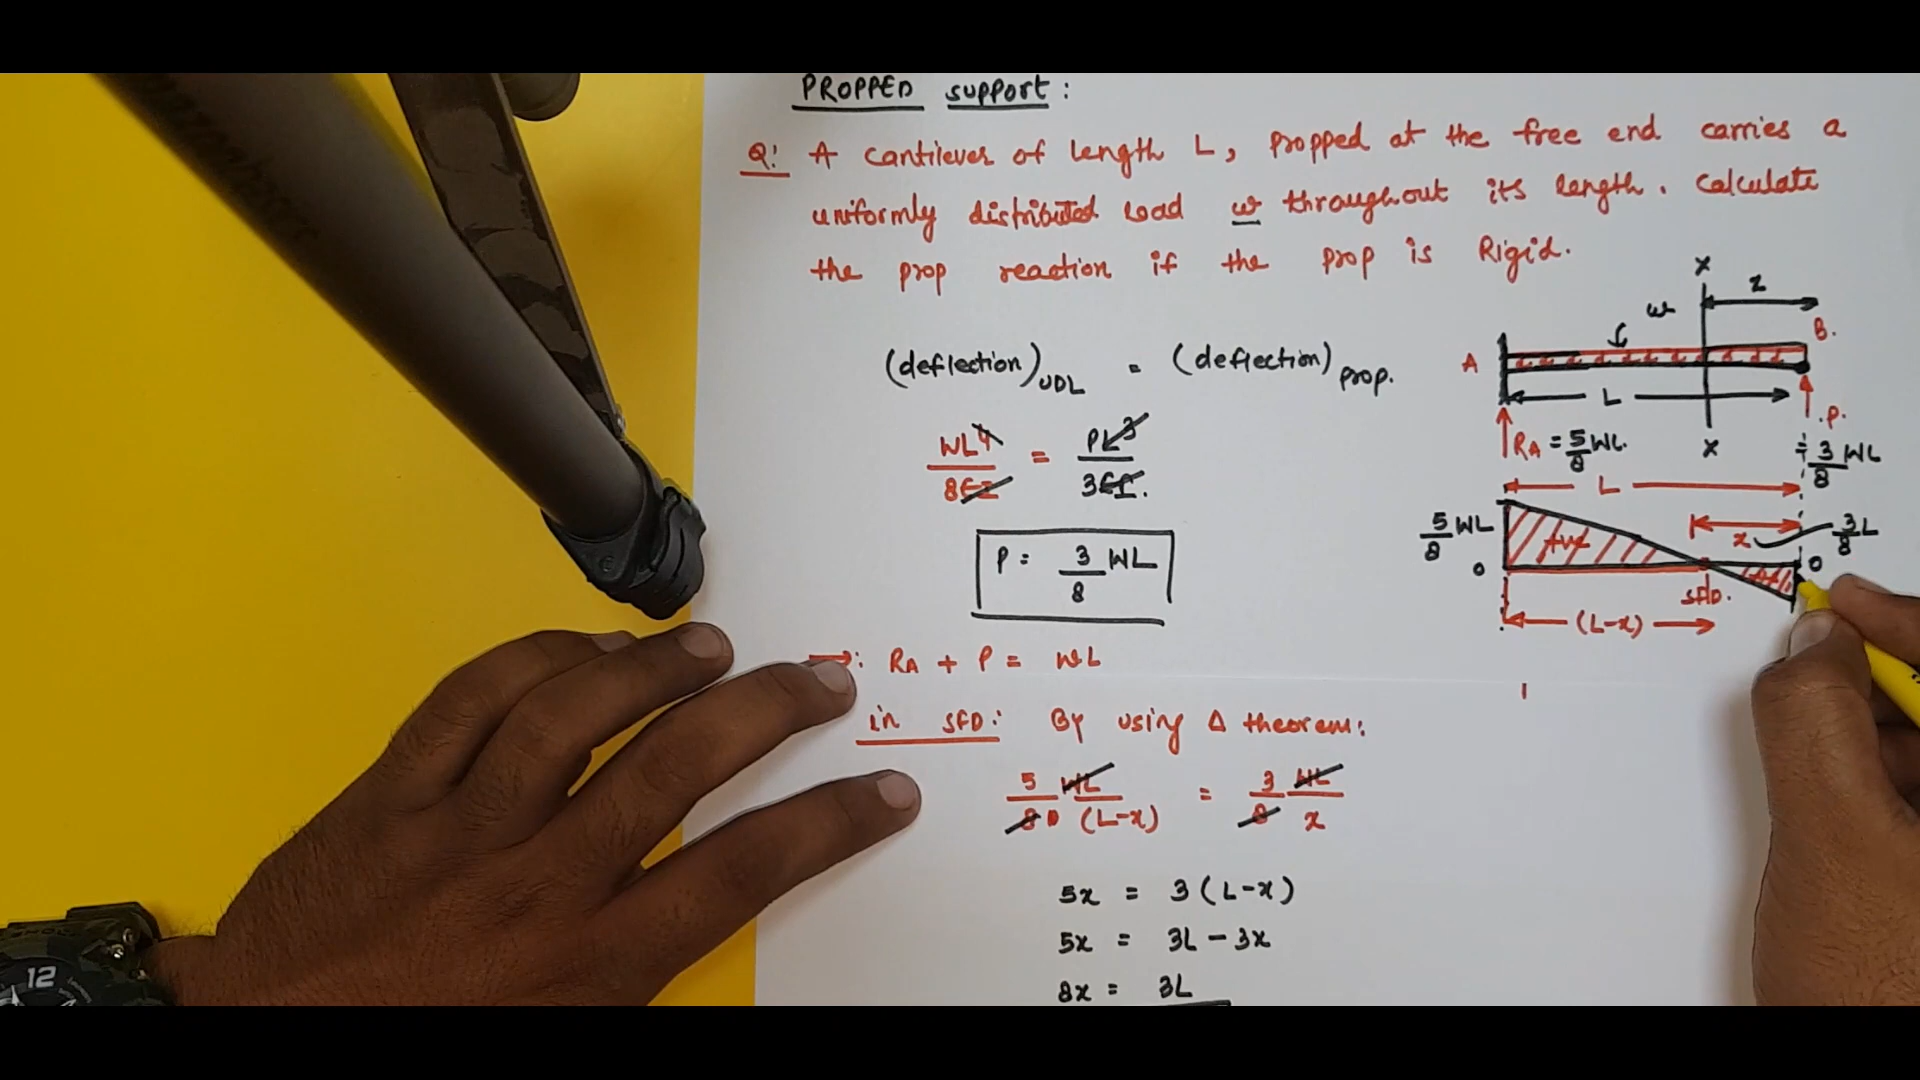 PROPPED support:
Q: A cantilever of length L, propped at the free end carries a
uniformly distributed load w throughout its length. Calculate
the prop reaction if the prop is Rigid.
X
x
w
B.
A
L
P.
RA = 5/8 WL.
X
= 3/8 WL
L
(deflection)UDL = (deflection)prop.
WL⁴/8EI = PL³/3EI.
P = 3/8 WL
5/8 WL
+ve
x
3/8 L
0
0
SFD.
(L-x)
→: RA + P = WL
in SFD: By using Δ theorem:
5/8 WL/(L-x) = 3/8 WL/x
5x = 3(L-x)
5x = 3L - 3x
8x = 3L
12